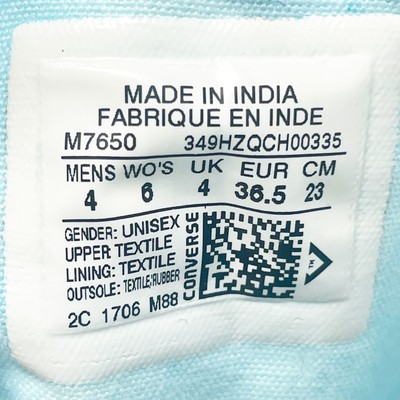 MADE IN INDIA
FABRIQUE EN INDE
M7650 349HZQCH00335
MENS WO'S UK EUR CM
4 6 4 36.5 23
GENDER: UNISEX
UPPER: TEXTILE
LINING: TEXTILE
OUTSOLE: TEXTILE/RUBBER
2C 1706 M88
CONVERSE
TM